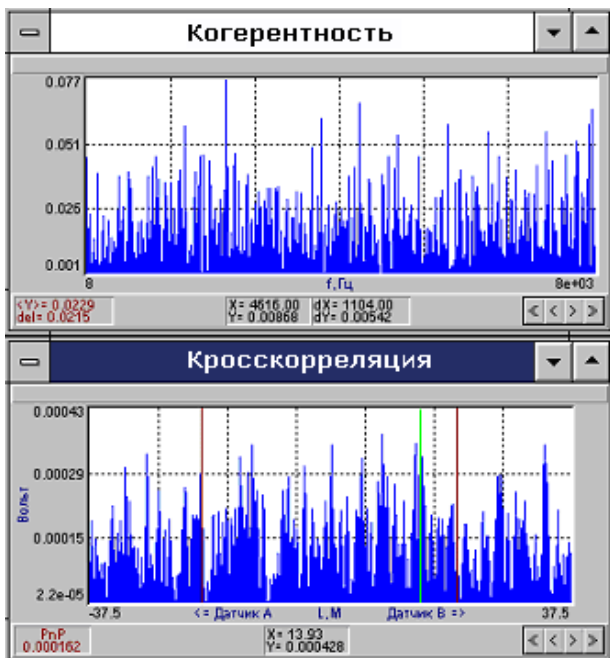 Когерентность
0.077
0.051
0.025
0.001
8 f,Гц 8e+03
<Y>= 0.0229 X= 4616.00 dX= 1104.00
del= 0.0215 Y= 0.00868 dY= 0.00542
Кросскорреляция
0.00043
0.00029
Вольт
0.00015
2.2e-05
-37.5 <= Датчик A L,M Датчик B => 37.5
PnP X= 13.93
0.000162 Y= 0.000428